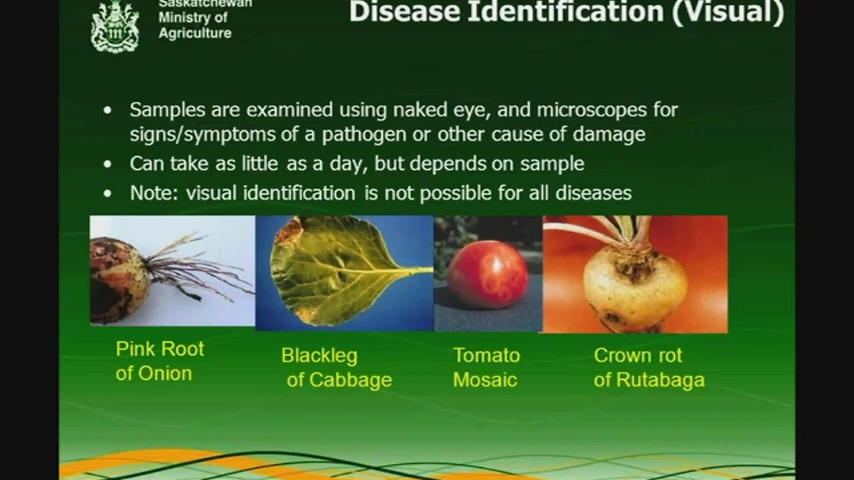 Saskatchewan
Ministry of
Agriculture
Disease Identification (Visual)
• Samples are examined using naked eye, and microscopes for
signs/symptoms of a pathogen or other cause of damage
• Can take as little as a day, but depends on sample
• Note: visual identification is not possible for all diseases
Pink Root
of Onion
Blackleg
of Cabbage
Tomato
Mosaic
Crown rot
of Rutabaga